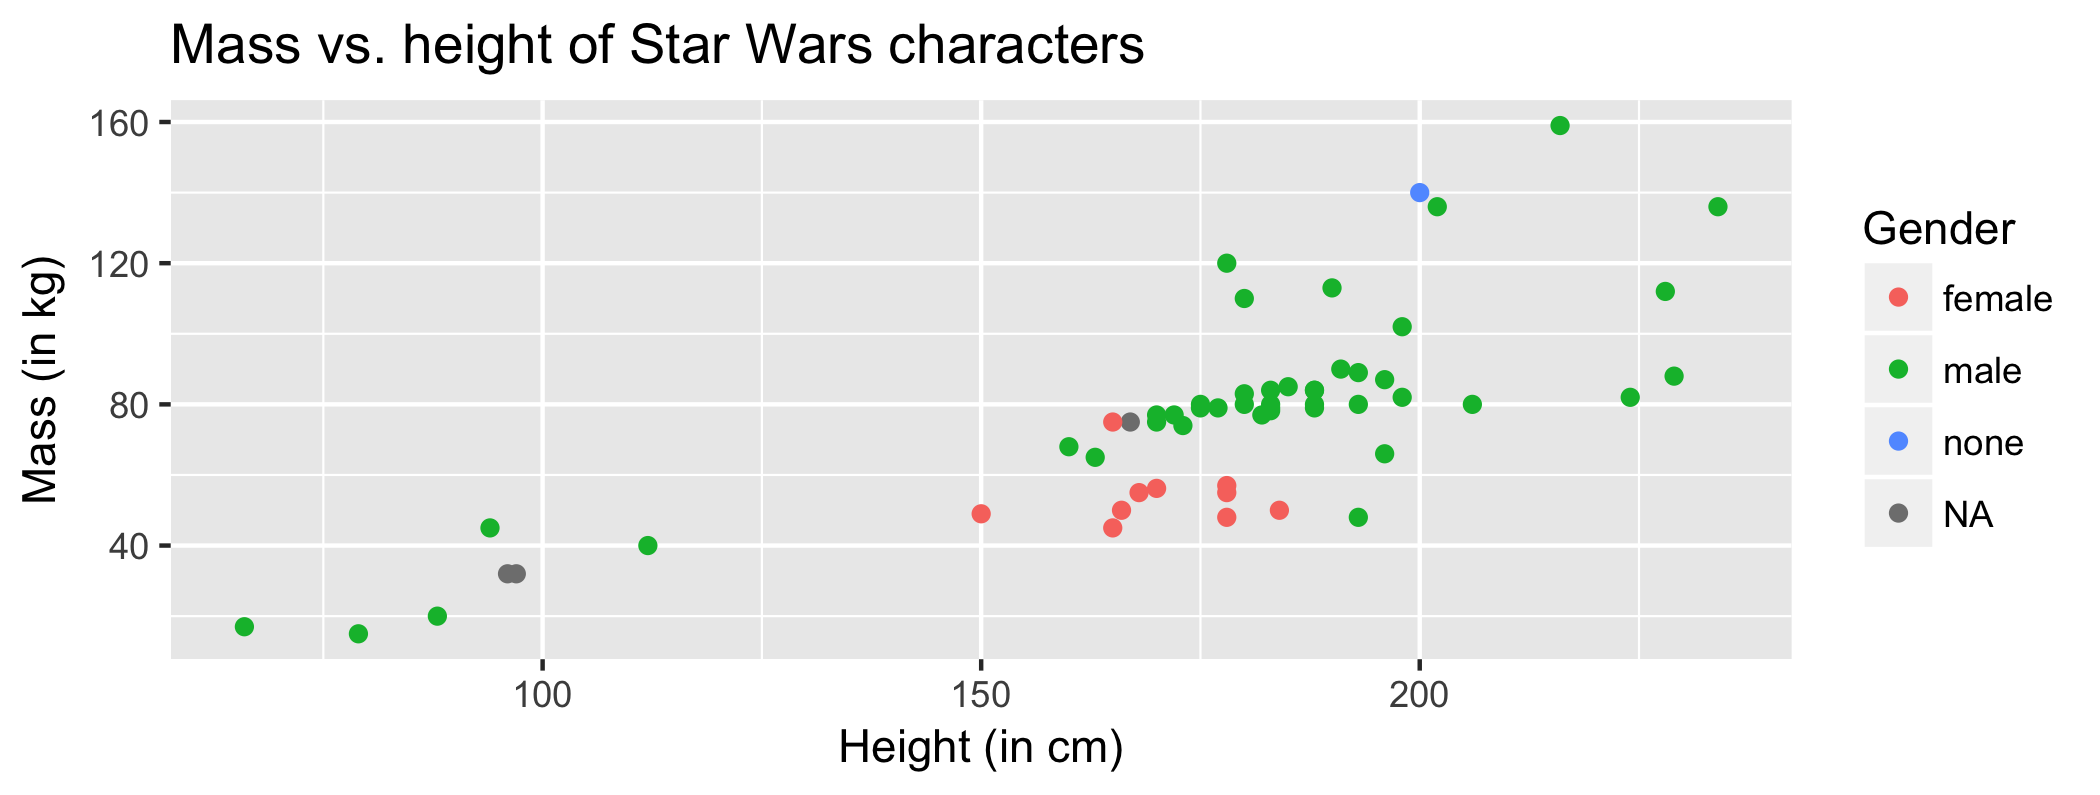 Mass vs. height of Star Wars characters
160
120
80
40
Mass (in kg)
100 150 200
Height (in cm)
Gender
female
male
none
NA